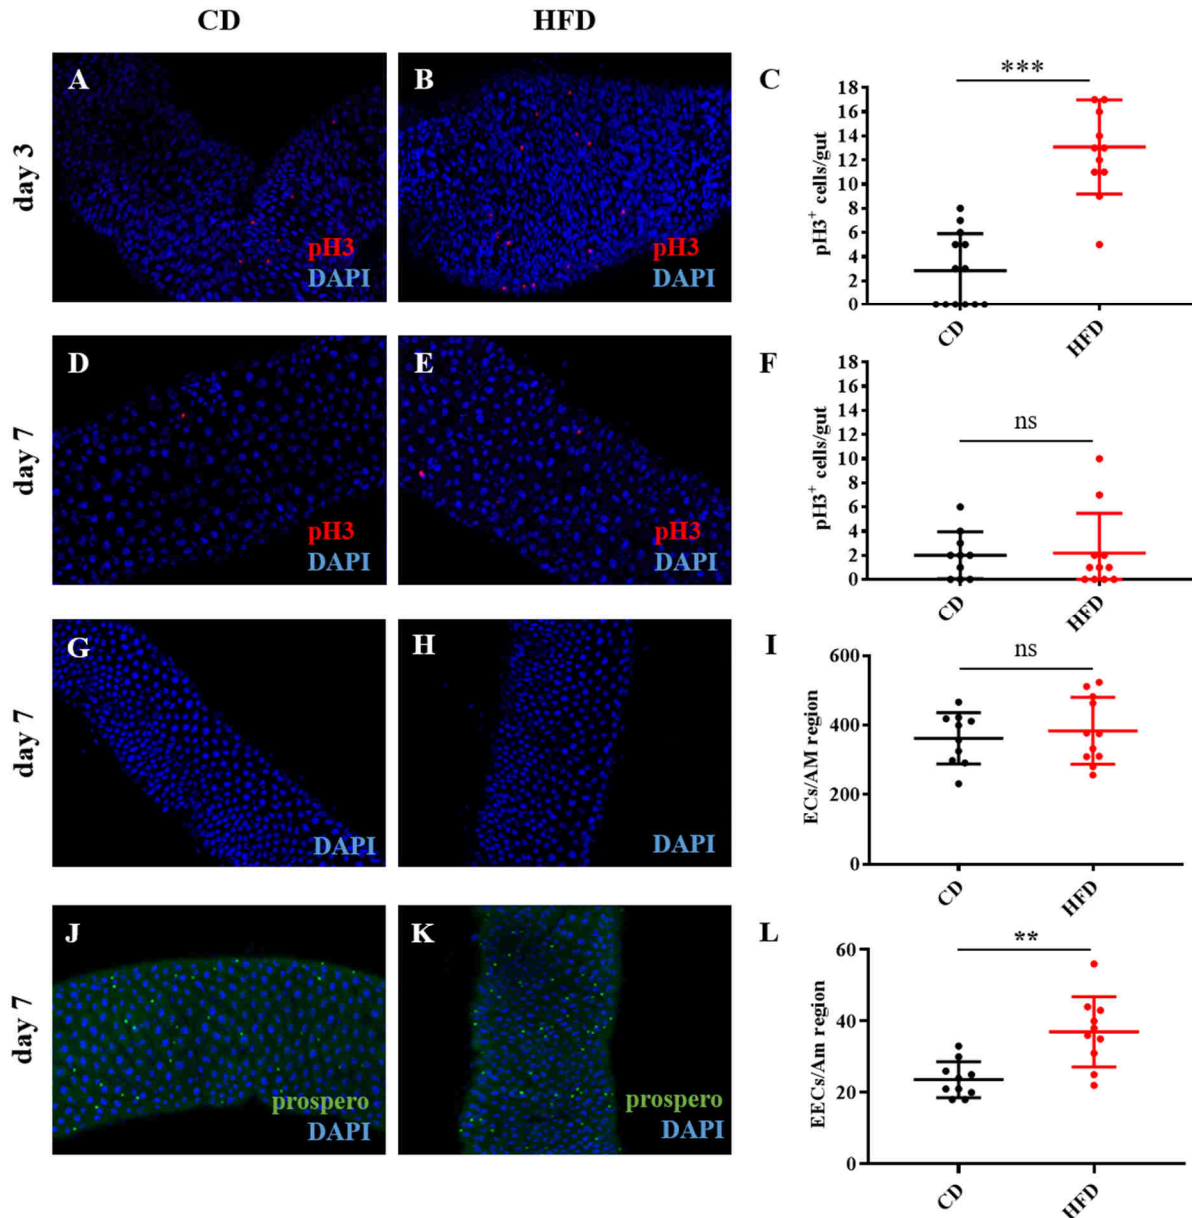 CD HFD
day 3
A
pH3
DAPI
B
pH3
DAPI
C
***
pH3+ cells/gut
18
16
14
12
10
8
6
4
2
0
CD HFD
day 7
D
pH3
DAPI
E
pH3
DAPI
F
ns
pH3+ cells/gut
18
16
14
12
10
8
6
4
2
0
CD HFD
day 7
G
DAPI
H
DAPI
I
ns
ECs/AM region
600
400
200
0
CD HFD
day 7
J
prospero
DAPI
K
prospero
DAPI
L
**
EECs/Am region
60
40
20
0
CD HFD